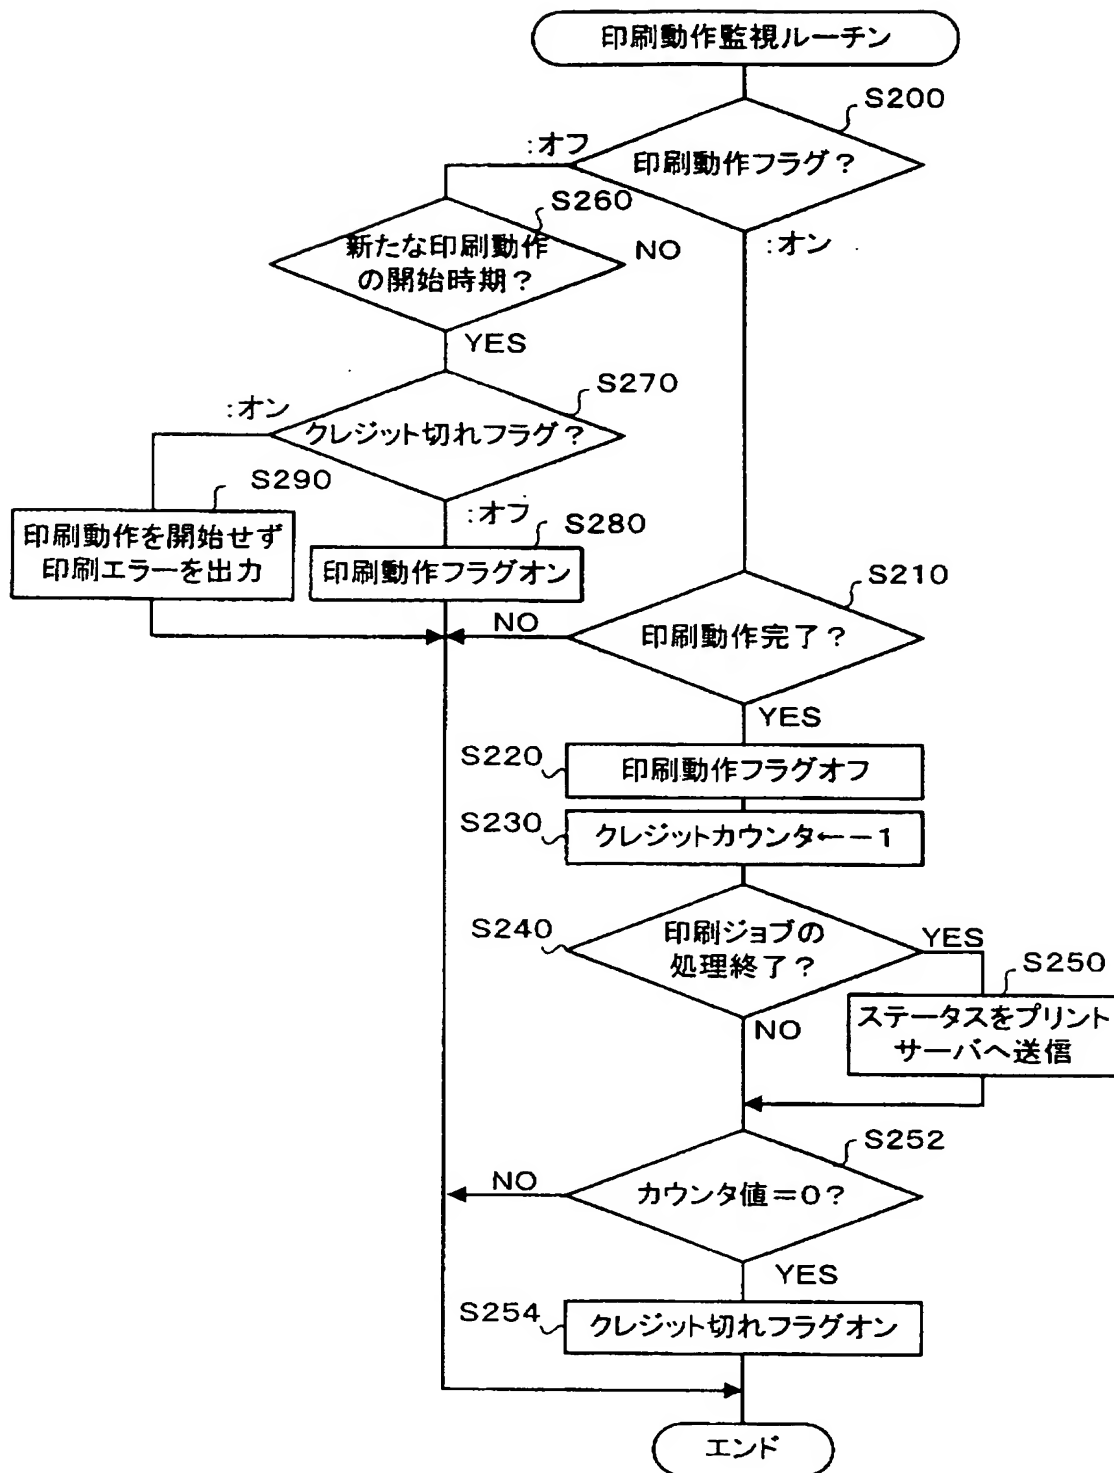 印刷動作監視ルーチン
S200
:オフ
印刷動作フラグ?
S260
新たな印刷動作
の開始時期?
NO
:オン
YES
S270
:オン
クレジット切れフラグ?
S290
:オフ
S280
印刷動作を開始せず
印刷エラーを出力
印刷動作フラグオン
S210
NO
印刷動作完了?
YES
S220
印刷動作フラグオフ
S230
クレジットカウンタ←−1
S240
印刷ジョブの
処理終了?
YES
S250
ステータスをプリント
サーバへ送信
NO
S252
NO
カウンタ値=0?
YES
S254
クレジット切れフラグオン
エンド